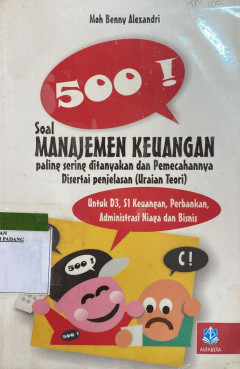 Moh Benny Alexandri
500 !
Soal
MANAJEMEN KEUANGAN
paling sering ditanyakan dan Pemecahannya
Disertai penjelasan (Uraian Teori)
Untuk D3, S1 Keuangan, Perbankan,
Administrasi Niaga dan Bisnis
500 !
C !
PADANG
ALFABETA